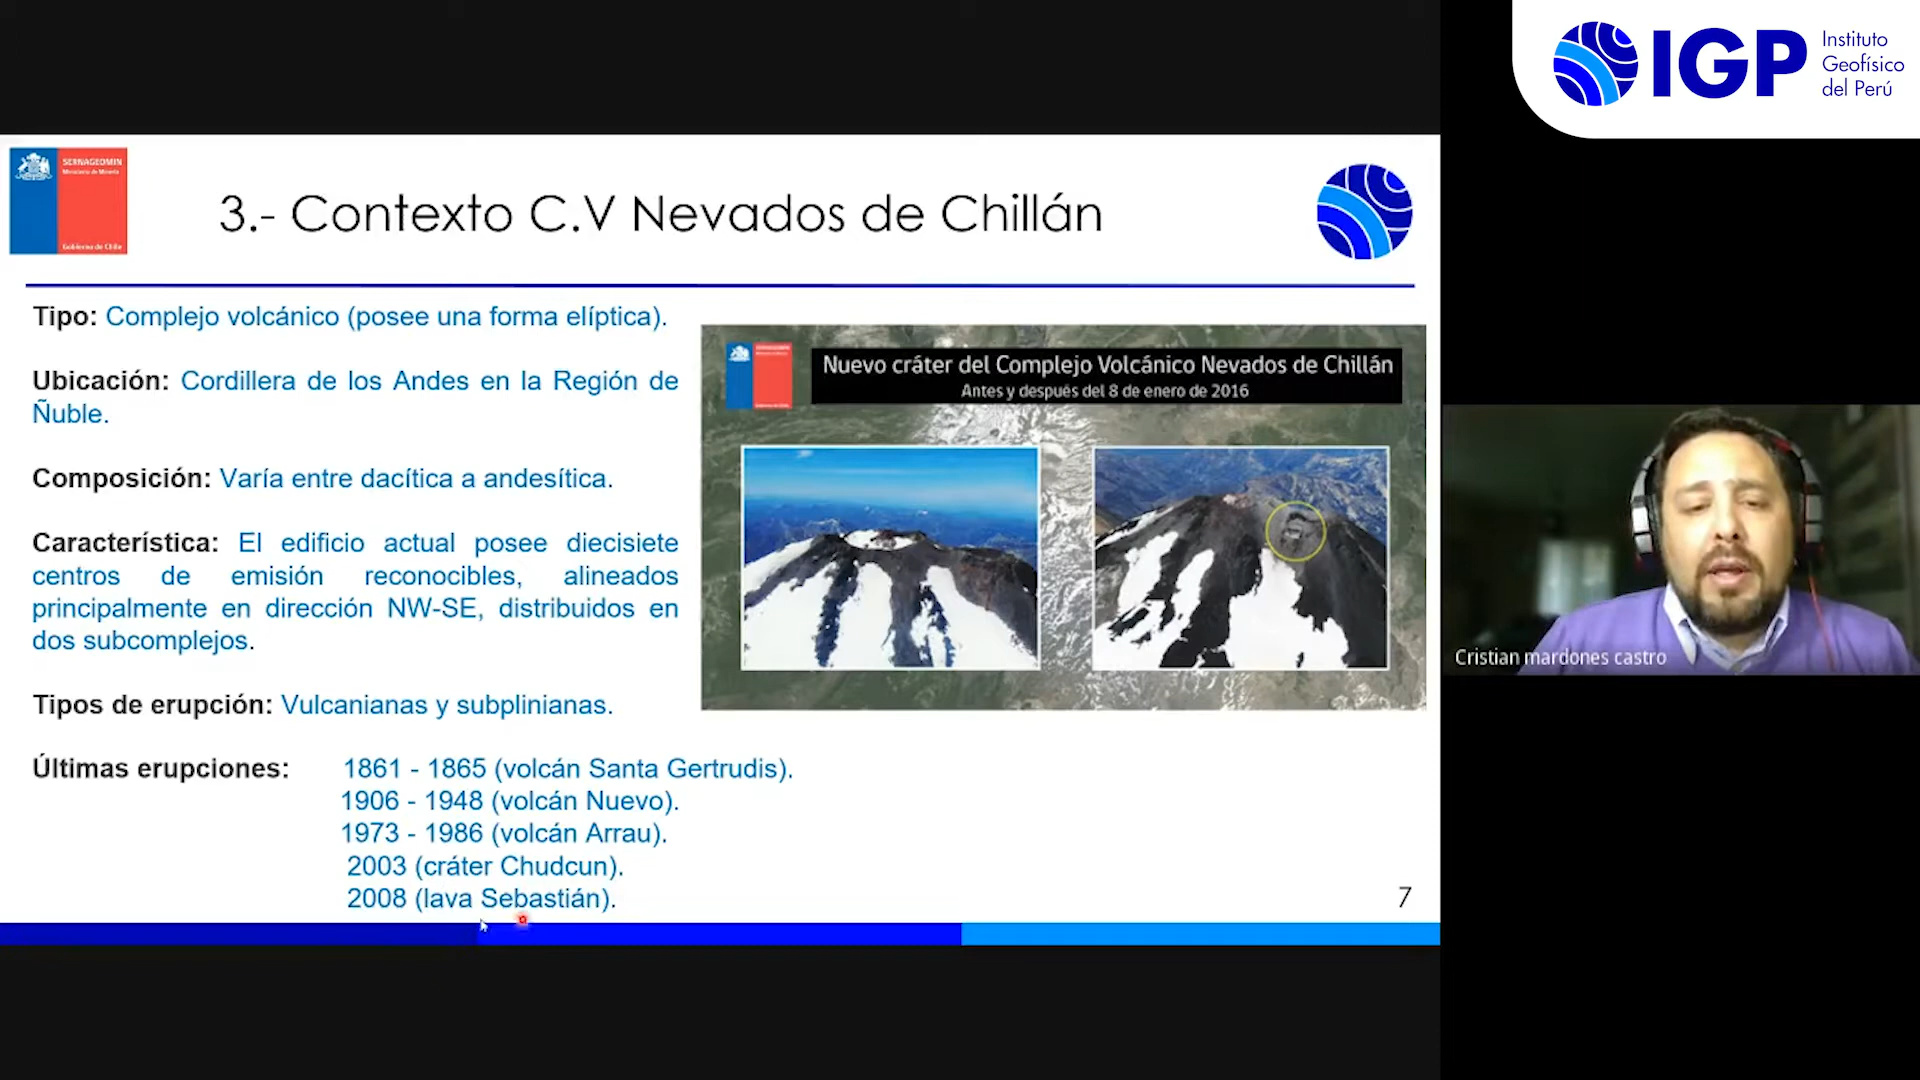 IGP
Instituto
Geofísico
del Perú
SERNAGEOMIN
Ministerio de Minería
Gobierno de Chile
3.- Contexto C.V Nevados de Chillán
Tipo: Complejo volcánico (posee una forma elíptica).
Ubicación: Cordillera de los Andes en la Región de
Ñuble.
Composición: Varía entre dacítica a andesítica.
Característica: El edificio actual posee diecisiete
centros de emisión reconocibles, alineados
principalmente en dirección NW-SE, distribuidos en
dos subcomplejos.
Tipos de erupción: Vulcanianas y subplinianas.
Últimas erupciones: 1861 - 1865 (volcán Santa Gertrudis).
1906 - 1948 (volcán Nuevo).
1973 - 1986 (volcán Arrau).
2003 (cráter Chudcun).
2008 (lava Sebastián).
Nuevo cráter del Complejo Volcánico Nevados de Chillán
Antes y después del 8 de enero de 2016
7
Cristian mardones castro